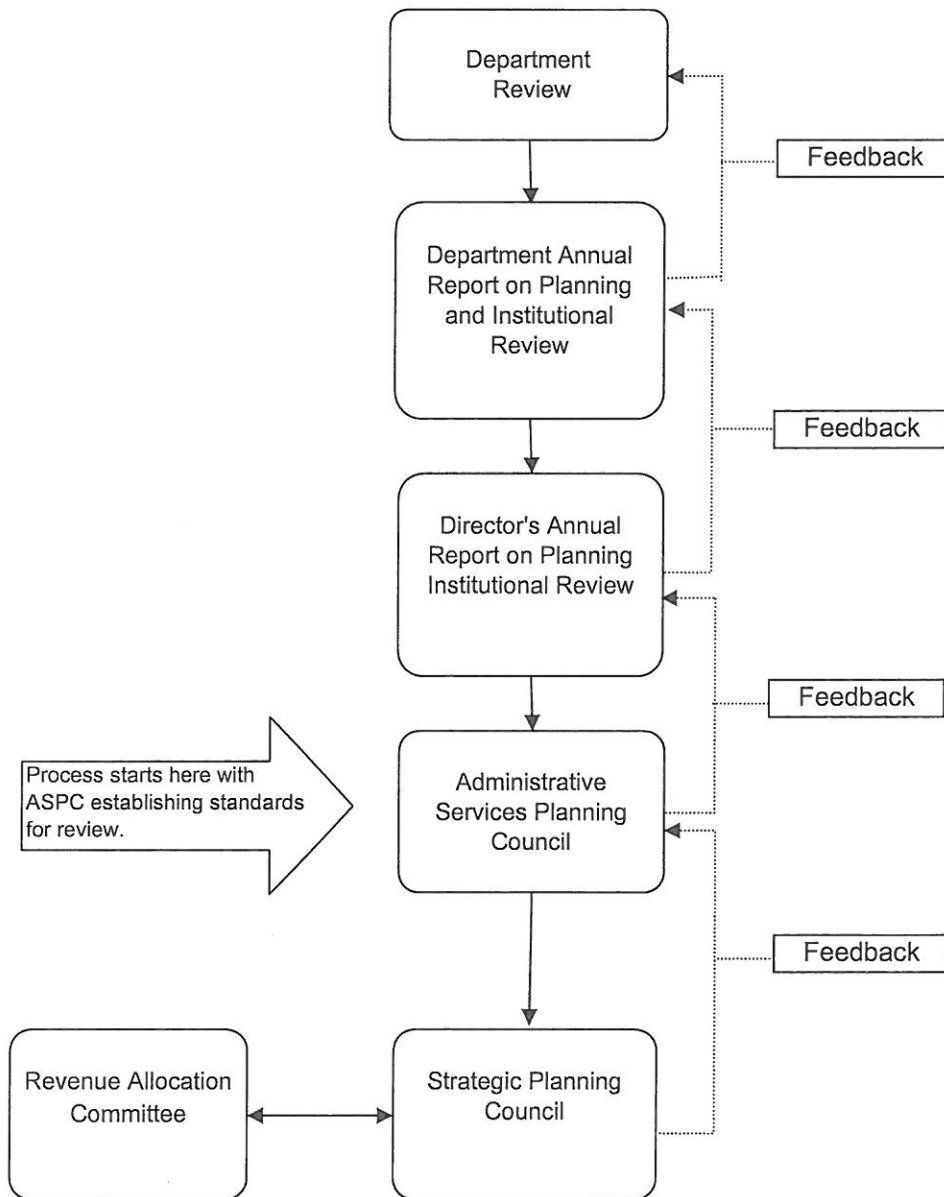 Department
Review
Feedback
Department Annual
Report on Planning
and Institutional
Review
Feedback
Director's Annual
Report on Planning
Institutional Review
Feedback
Process starts here with
ASPC establishing standards
for review.
Administrative
Services Planning
Council
Feedback
Revenue Allocation
Committee
Strategic Planning
Council